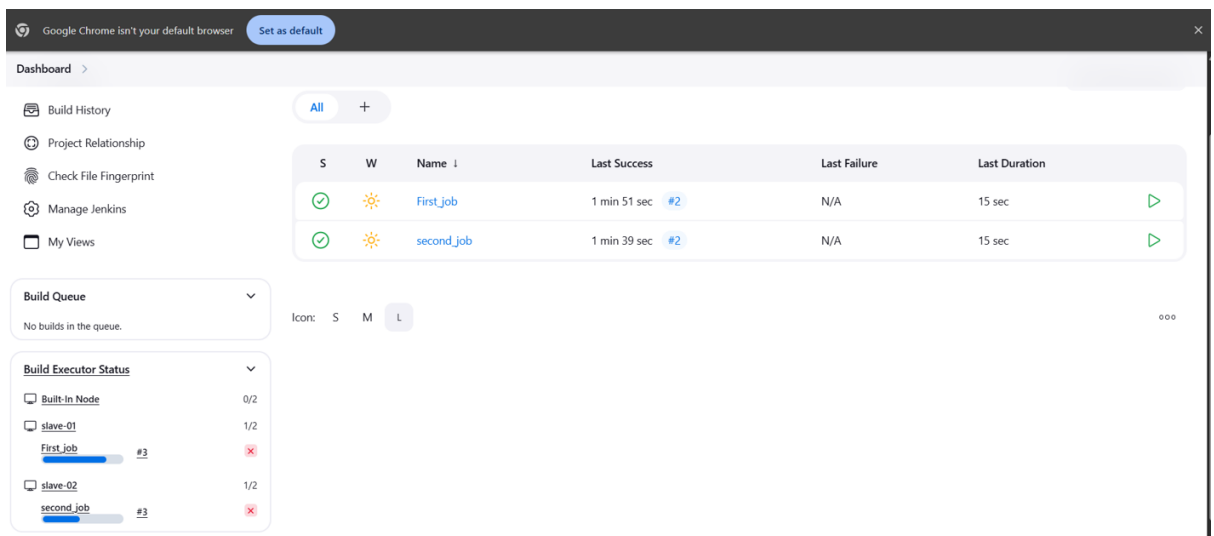 Google Chrome isn't your default browser Set as default
Dashboard
Build History
Project Relationship
Check File Fingerprint
Manage Jenkins
My Views
Build Queue
No builds in the queue.
Build Executor Status
Built-In Node 0/2
slave-01 1/2
First_job #3
slave-02 1/2
second_job #3
All +
S W Name ↓ Last Success Last Failure Last Duration
First_job 1 min 51 sec #2 N/A 15 sec
second_job 1 min 39 sec #2 N/A 15 sec
Icon: S M L